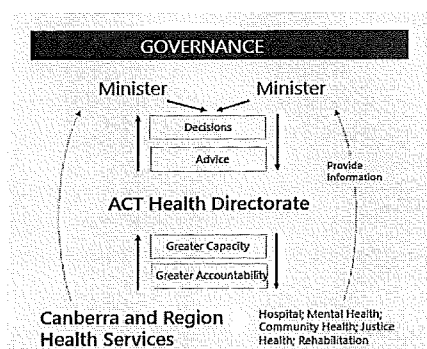 GOVERNANCE
Minister Minister
Decisions
Advice
Provide
Information
ACT Health Directorate
Greater Capacity
Greater Accountability
Canberra and Region
Health Services
Hospital; Mental Health;
Community Health; Justice
Health; Rehabilitation